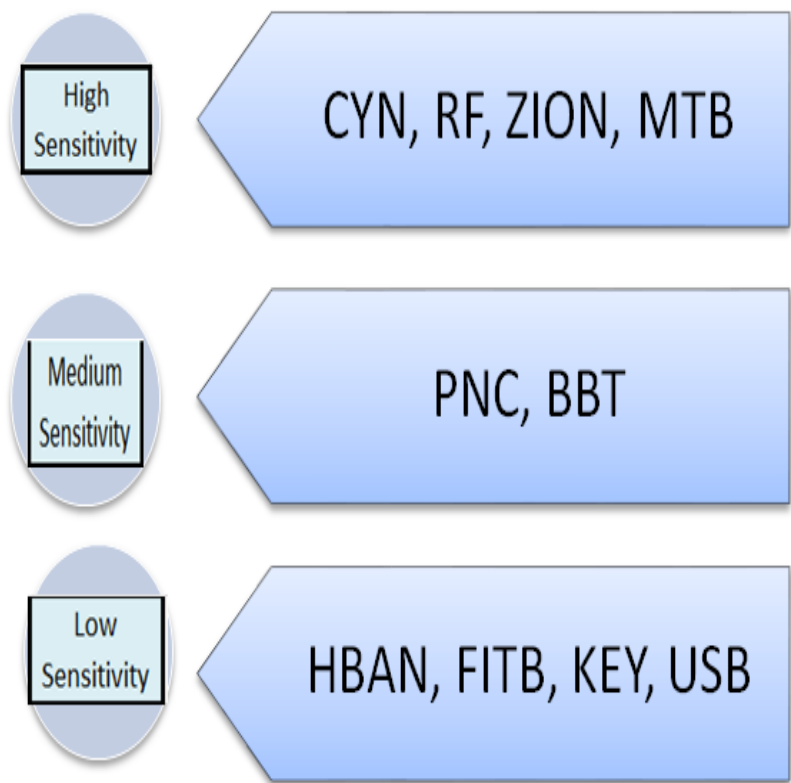 High
Sensitivity
CYN, RF, ZION, MTB
Medium
Sensitivity
PNC, BBT
Low
Sensitivity
HBAN, FITB, KEY, USB